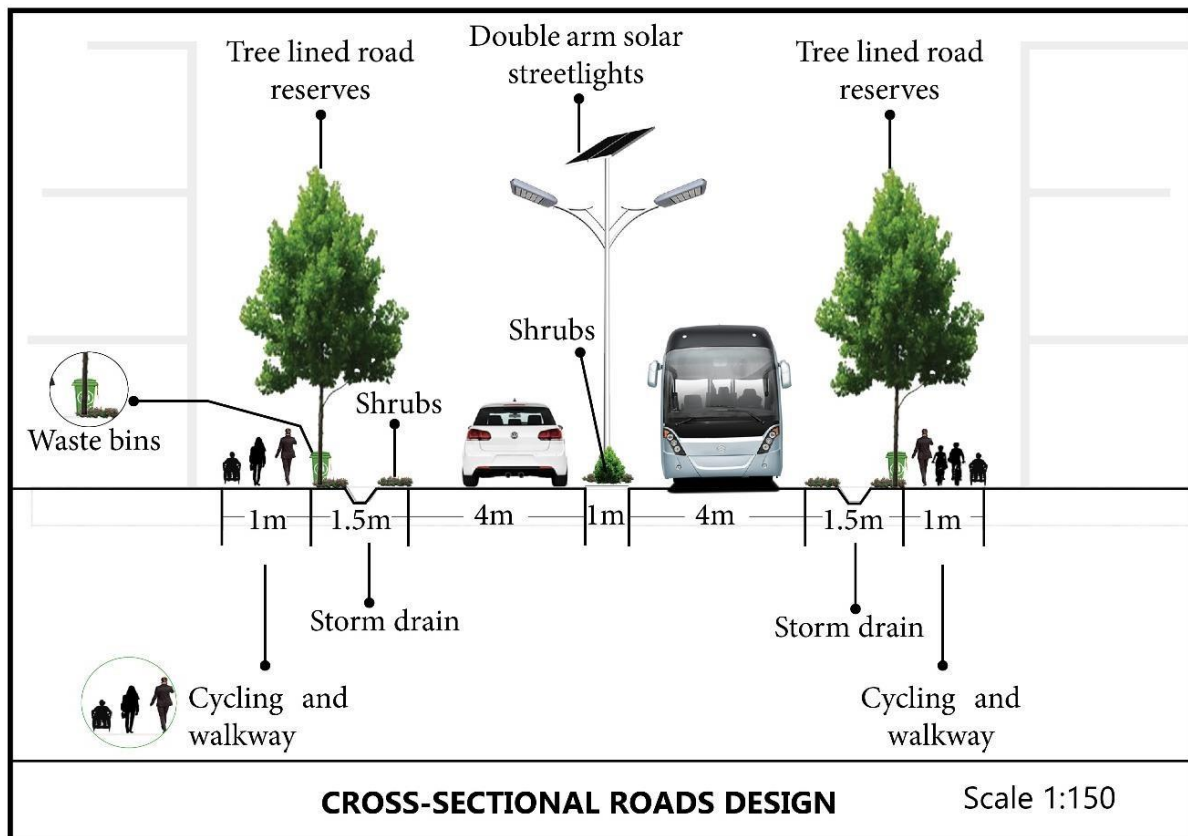 Tree lined road
reserves
Double arm solar
streetlights
Tree lined road
reserves
Shrubs
Shrubs
Waste bins
1m
1.5m
4m
1m
4m
1.5m
1m
Storm drain
Storm drain
Cycling and
walkway
Cycling and
walkway
CROSS-SECTIONAL ROADS DESIGN
Scale 1:150